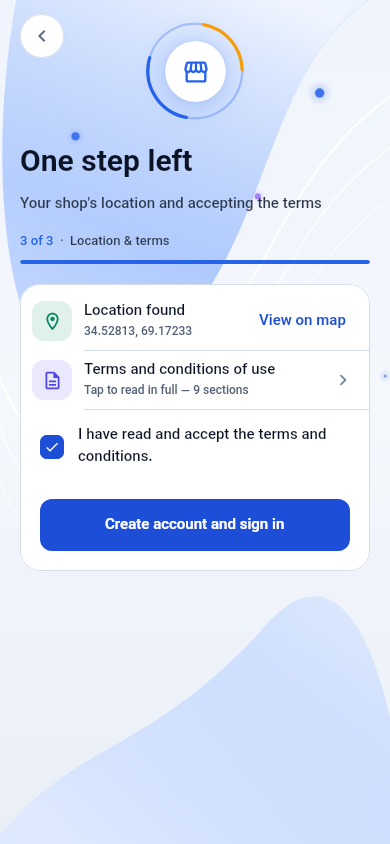 One step left
Your shop's location and accepting the terms
3 of 3 · Location & terms
Location found
34.52813, 69.17233
View on map
Terms and conditions of use
Tap to read in full — 9 sections
I have read and accept the terms and
conditions.
Create account and sign in